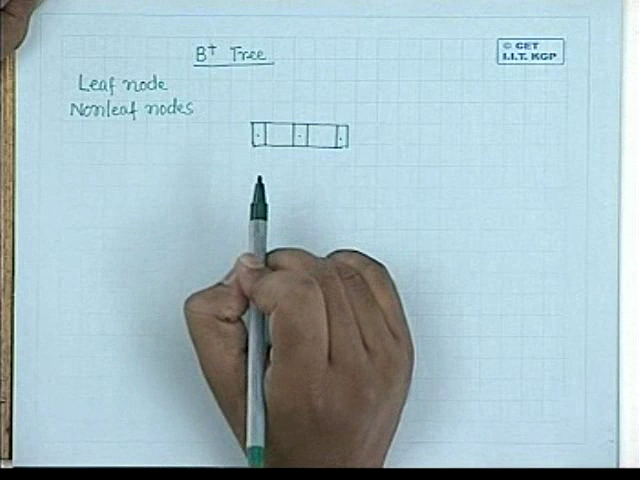 B+ Tree
© CET
I.I.T. KGP
Leaf node
Nonleaf nodes